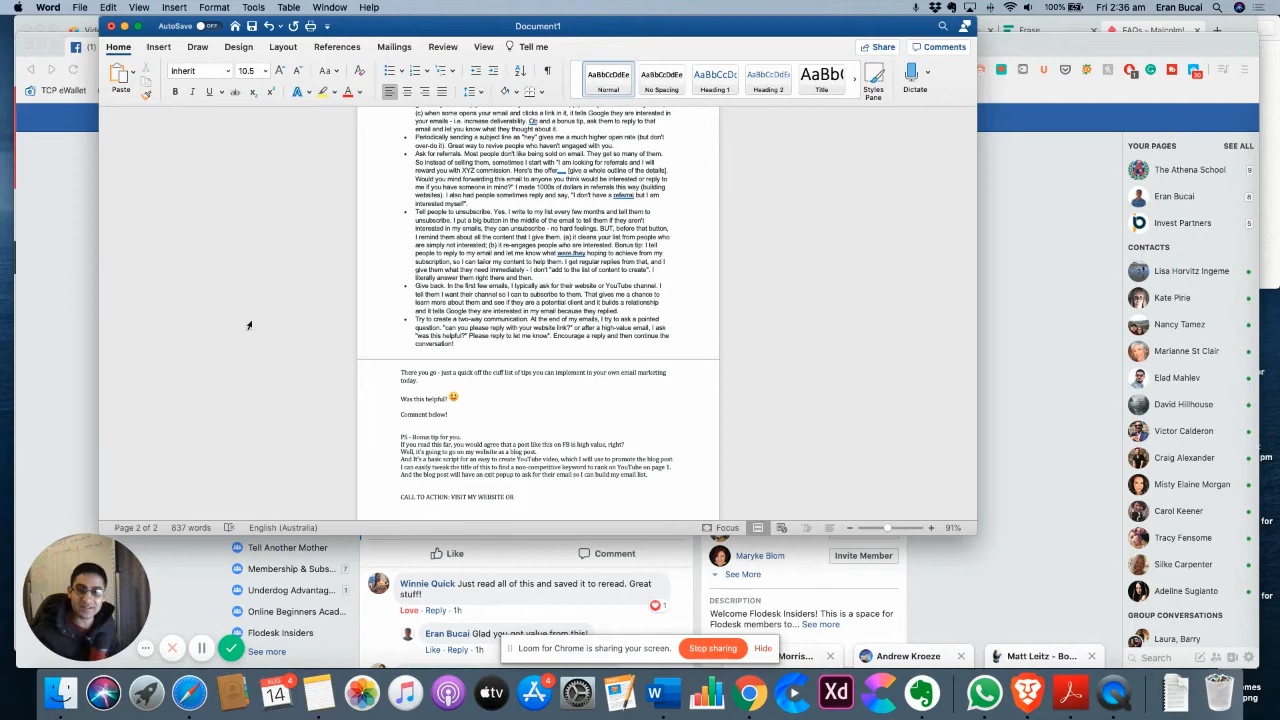 Word File Edit View Insert Format Tools Table Window Help
100%
Fri 2:36 pm
Eran Bucai
AutoSave OFF
Document1
Frase
FAQs - Malcolm!
(1)
Home Insert Draw Design Layout References Mailings Review View Tell me
Share
Comments
TCP eWallet
Paste
inherit
10.5
AaBbCcDdEe
Normal
AaBbCcDdEe
No Spacing
AaBbCcDc
Heading 1
AaBbCcDdEe
Heading 2
AaBbC
Title
Styles
Pane
Dictate
(c) when some opens your email and clicks a link in it, it tells Google they are interested in
your emails - i.e. increase deliverability. Oh and a bonus tip, ask them to reply to that
email and let you know what they thought about it.
Periodically sending a subject line as "hey" gives me a much higher open rate (but don't
over-do it). Great way to revive people who haven't engaged with you.
Ask for referrals. Most people don't like being sold on email. They get so many of them.
So instead of selling them, sometimes I start with "I am looking for referrals and I will
reward you with XYZ commission. Here's the offer.... [give a whole outline of the details].
Would you mind forwarding this email to anyone you think would be interested or reply to
me if you have someone in mind?" I made 1000s of dollars in referrals this way (building
websites). I also had people sometimes reply and say, "I don't have a referral but I am
interested myself".
Tell people to unsubscribe. Yes. I write to my list every few months and tell them to
unsubscribe. I put a big button in the middle of the email to tell them if they aren't
interested in my emails, they can unsubscribe - no hard feelings. BUT, before that button,
I remind them about all the content that I give them. (a) it cleans your list from people who
are simply not interested; (b) it re-engages people who are interested. Bonus tip: I tell
people to reply to my email and let me know what were they hoping to achieve from my
subscription, so I can tailor my content to help them. I get regular replies from that, and I
give them what they need immediately - I don't "add to the list of content to create". I
literally answer them right there and then.
Give back. In the first few emails, I typically ask for their website or YouTube channel. I
tell them I want their channel so I can to subscribe to them. That gives me a chance to
learn more about them and see if they are a potential client and it builds a relationship
and it tells Google they are interested in my email because they replied.
Try to create a two-way communication. At the end of my emails, I try to ask a pointed
question. "can you please reply with your website link?" or after a high-value email, I ask
"was this helpful?" Please reply to let me know". Encourage a reply and then continue the
conversation!
There you go - just a quick off the cuff list of tips you can implement in your own email marketing
today.
Was this helpful?
Comment below!
PS - Bonus tip for you.
If you read this far, you would agree that a post like this on FB is high value, right?
Well, it's going to go on my website as a blog post.
And It's a basic script for an easy to create YouTube video, which I will use to promote the blog post.
I can easily tweak the title of this to find a non-competitive keyword to rank on YouTube on page 1.
And the blog post will have an exit popup to ask for their email so I can build my email list.
CALL TO ACTION: VISIT MY WEBSITE OR
Page 2 of 2 837 words English (Australia)
Focus
91%
YOUR PAGES SEE ALL
The Athena School 9
Eran Bucai 8
Invest Partners 5
CONTACTS
Lisa Horvitz Ingeme
Kate Pirie
Nancy Tamez
Marianne St Clair
Elad Mahlev
David Hillhouse
Victor Calderon
Craig Alexander
Misty Elaine Morgan
Carol Keener
Tracy Fensome
Silke Carpenter
Adeline Sugianto
GROUP CONVERSATIONS
Laura, Barry
Search
Tell Another Mother
Membership & Subs... 7
Underdog Advantag... 1
Online Beginners Acad...
Flodesk Insiders
See more
Like
Comment
Winnie Quick Just read all of this and saved it to reread. Great
stuff!
Love · Reply · 1h
1
Eran Bucai Glad you got value from this!
Like · Reply · 1h
Maryke Blom
Invite Member
See More
DESCRIPTION
Welcome Flodesk Insiders! This is a space for
Flodesk members to... See more
Loom for Chrome is sharing your screen.
Stop sharing
Hide
Morris...
Andrew Kroeze
Matt Leitz - Bo...
AUG
14
4
4
tv
W
Xd
omes
png